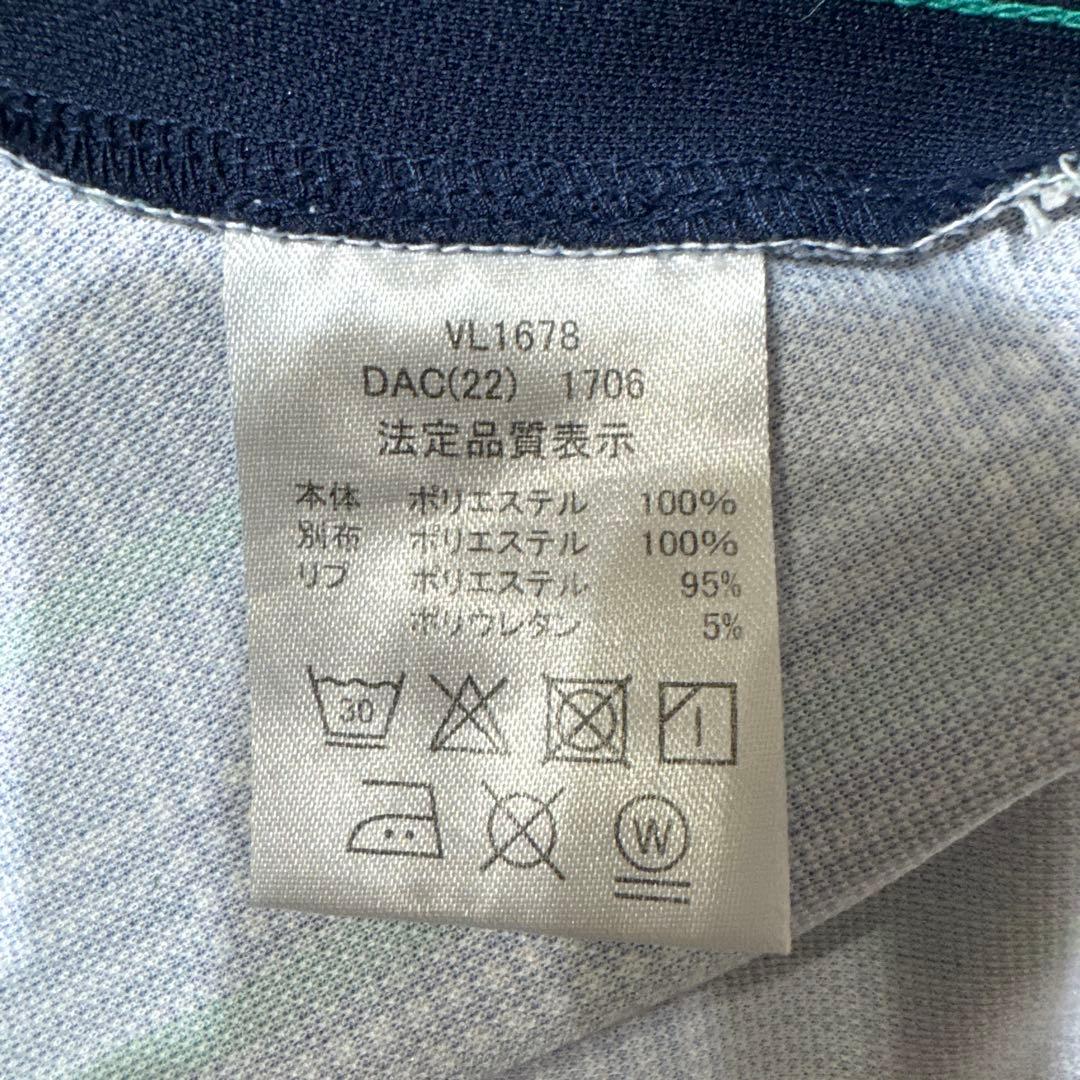 VL1678
DAC(22) 1706
法定品質表示
本体 ポリエステル 100%
別布 ポリエステル 100%
リブ ポリエステル 95%
ポリウレタン 5%
30
W